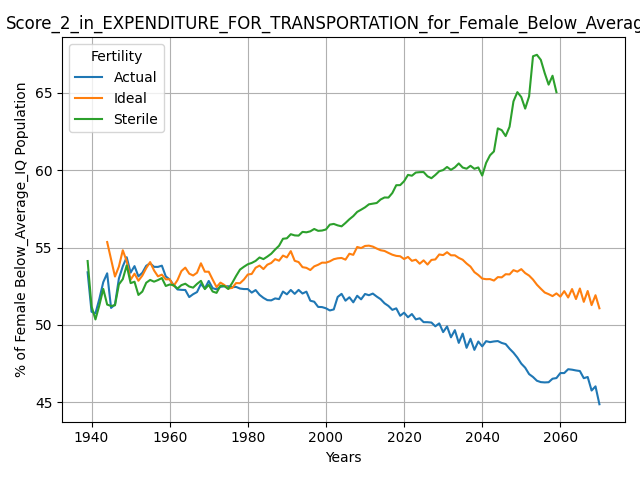 Score_2_in_EXPENDITURE_FOR_TRANSPORTATION_for_Female_Below_Averag
Fertility
Actual
Ideal
Sterile
% of Female Below_Average_IQ Population
65
60
55
50
45
1940 1960 1980 2000 2020 2040 2060
Years